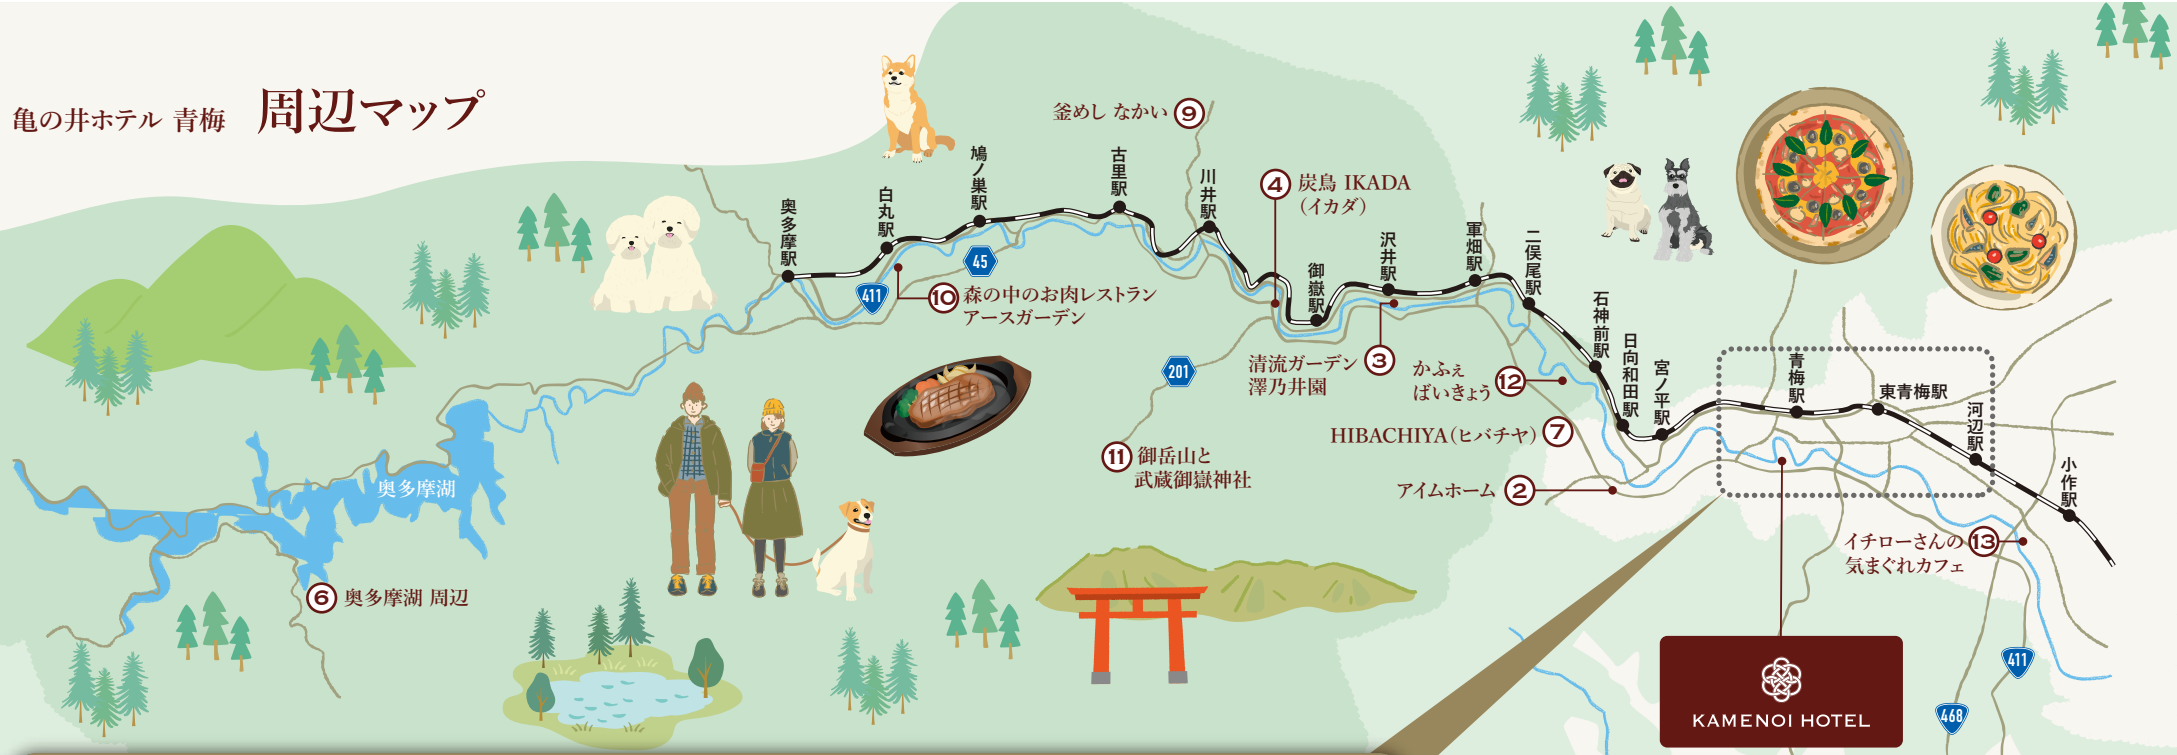 亀の井ホテル 青梅 周辺マップ
釜めし なかい 9
奥多摩駅
白丸駅
鳩ノ巣駅
古里駅
川井駅
4 炭鳥 IKADA
（イカダ）
御嶽駅
沢井駅
軍畑駅
二俣尾駅
石神前駅
日向和田駅
宮ノ平駅
青梅駅
東青梅駅
河辺駅
小作駅
45
411
10 森の中のお肉レストラン
アースガーデン
201
清流ガーデン 3
澤乃井園
かふぇ 12
ばいきょう
HIBACHIYA（ヒバチヤ） 7
11 御岳山と
武蔵御嶽神社
アイムホーム 2
奥多摩湖
6 奥多摩湖 周辺
イチローさんの 13
気まぐれカフェ
411
468
KAMENOI HOTEL